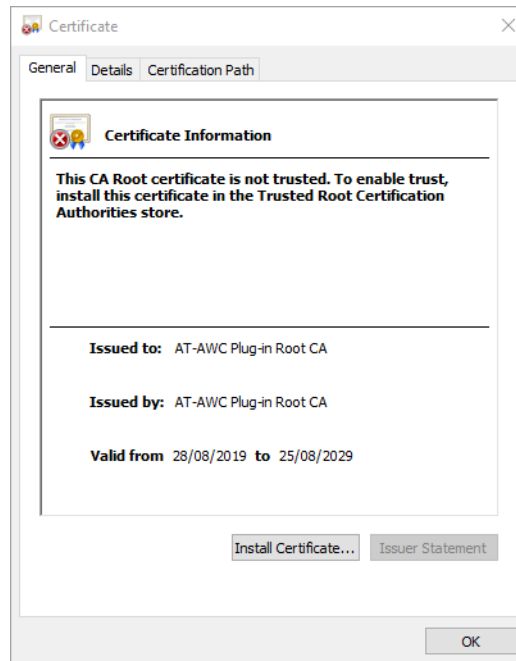 Certificate
General Details Certification Path
Certificate Information
This CA Root certificate is not trusted. To enable trust,
install this certificate in the Trusted Root Certification
Authorities store.
Issued to: AT-AWC Plug-in Root CA
Issued by: AT-AWC Plug-in Root CA
Valid from 28/08/2019 to 25/08/2029
Install Certificate... Issuer Statement
OK